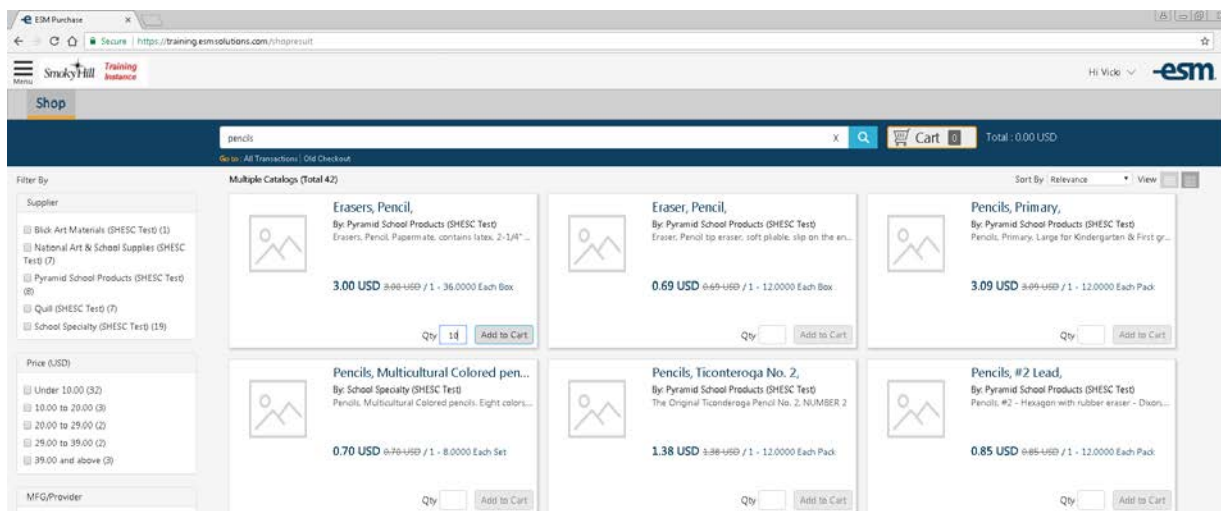 ESM Purchase
Secure https://training.esmsolutions.com/shopresult
Menu
Smoky Hill
Training
Instance
Hi Vicki
esm
Shop
pencils X
Cart 0
Total : 0.00 USD
Go to : All Transactions | Old Checkout
Filter By
Multiple Catalogs (Total 42)
Sort By Relevance
View
Supplier
Blick Art Materials (SHESC Test) (1)
National Art & School Supplies (SHESC
Test) (7)
Pyramid School Products (SHESC Test)
(8)
Quill (SHESC Test) (7)
School Specialty (SHESC Test) (19)
Price (USD)
Under 10.00 (32)
10.00 to 20.00 (3)
20.00 to 29.00 (2)
29.00 to 39.00 (2)
39.00 and above (3)
MFG/Provider
Erasers, Pencil,
By: Pyramid School Products (SHESC Test)
Erasers, Pencil, Papermate, contains latex, 2-1/4" ...
3.00 USD 3.00 USD / 1 - 36.0000 Each Box
Qty 10 Add to Cart
Eraser, Pencil,
By: Pyramid School Products (SHESC Test)
Eraser, Pencil tip eraser, soft pliable, slip on the en...
0.69 USD 0.69 USD / 1 - 12.0000 Each Box
Qty Add to Cart
Pencils, Primary,
By: Pyramid School Products (SHESC Test)
Pencils, Primary, Large for Kindergarten & First gr...
3.09 USD 3.09 USD / 1 - 12.0000 Each Pack
Qty Add to Cart
Pencils, Multicultural Colored pen...
By: School Specialty (SHESC Test)
Pencils, Multicultural Colored pencils, Eight colors,...
0.70 USD 0.70 USD / 1 - 8.0000 Each Set
Qty Add to Cart
Pencils, Ticonteroga No. 2,
By: Pyramid School Products (SHESC Test)
The Original Ticonderoga Pencil No. 2, NUMBER 2
1.38 USD 1.38 USD / 1 - 12.0000 Each Pack
Qty Add to Cart
Pencils, #2 Lead,
By: Pyramid School Products (SHESC Test)
Pencils, #2 - Hexagon with rubber eraser - Dixon,...
0.85 USD 0.85 USD / 1 - 12.0000 Each Pack
Qty Add to Cart